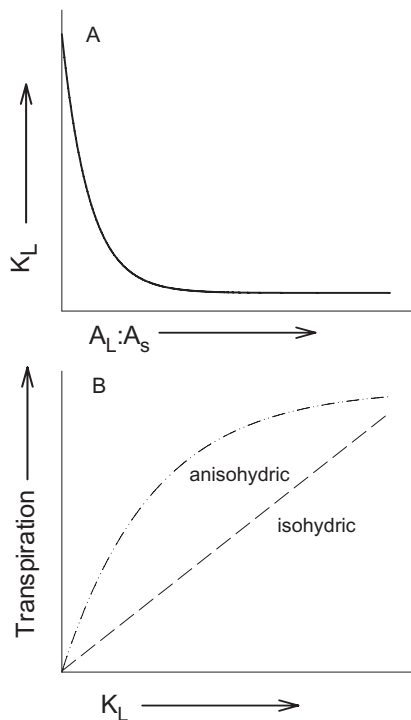 A
K_L
A_L:A_s
B
Transpiration
anisohydric
isohydric
K_L